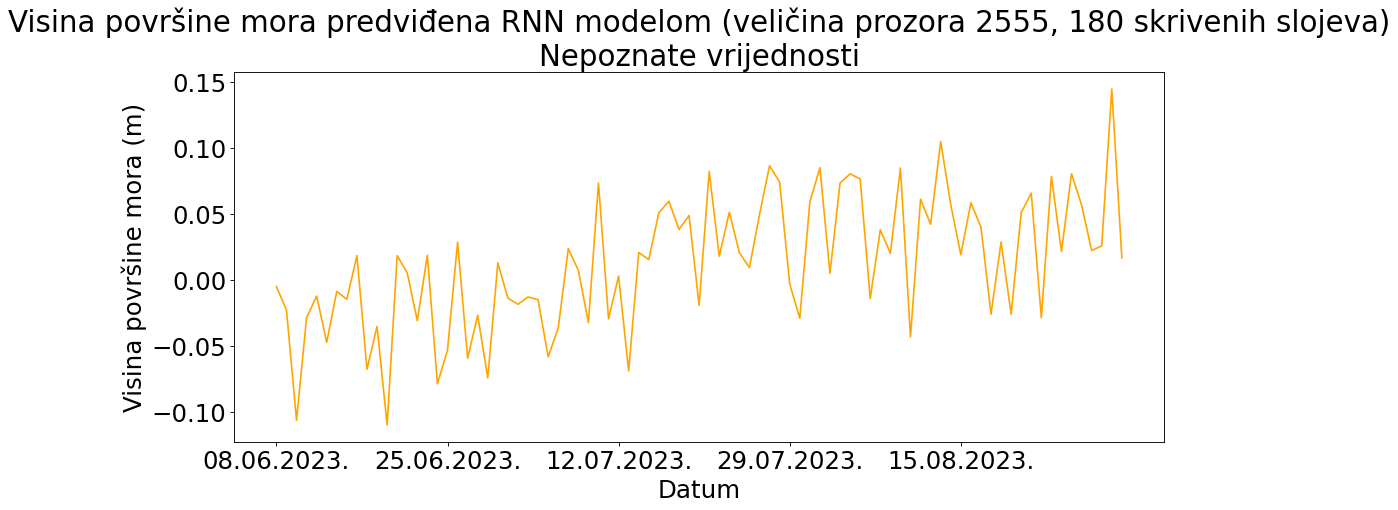 Visina površine mora predviđena RNN modelom (veličina prozora 2555, 180 skrivenih slojeva)
Nepoznate vrijednosti
Visina površine mora (m)
0.15
0.10
0.05
0.00
−0.05
−0.10
08.06.2023. 25.06.2023. 12.07.2023. 29.07.2023. 15.08.2023.
Datum